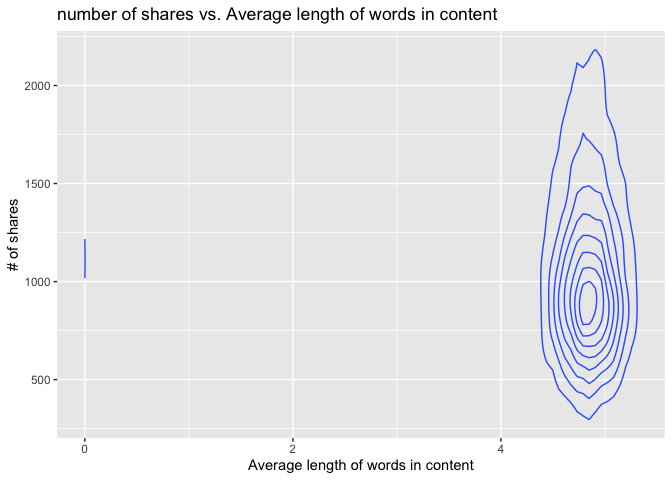 number of shares vs. Average length of words in content
2000
1500
1000
500
# of shares
0 2 4
Average length of words in content